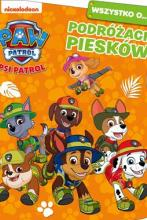 nickelodeon
WSZYSTKO O...
PODRÓŻACH
PIESKÓW
PAW
PATROL
PSI PATROL